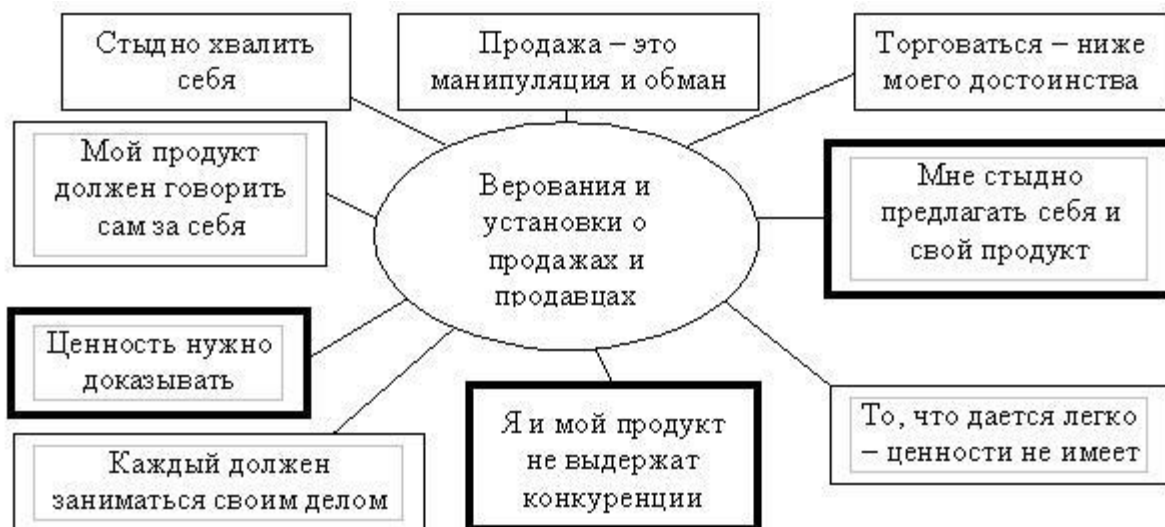 Стыдно хвалить
себя
Продажа – это
манипуляция и обман
Торговаться – ниже
моего достоинства
Мой продукт
должен говорить
сам за себя
Верования и
установки о
продажах и
продавцах
Мне стыдно
предлагать себя и
свой продукт
Ценность нужно
доказывать
Каждый должен
заниматься своим делом
Я и мой продукт
не выдержат
конкуренции
То, что дается легко
– ценности не имеет